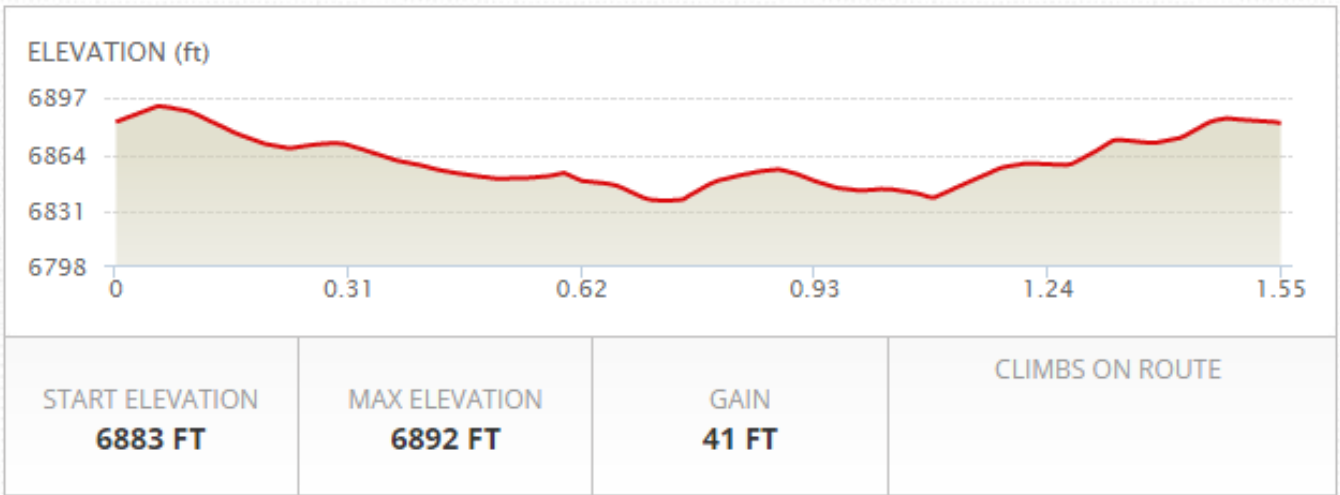 ELEVATION (ft)
6897
6864
6831
6798
0 0.31 0.62 0.93 1.24 1.55
START ELEVATION
6883 FT
MAX ELEVATION
6892 FT
GAIN
41 FT
CLIMBS ON ROUTE